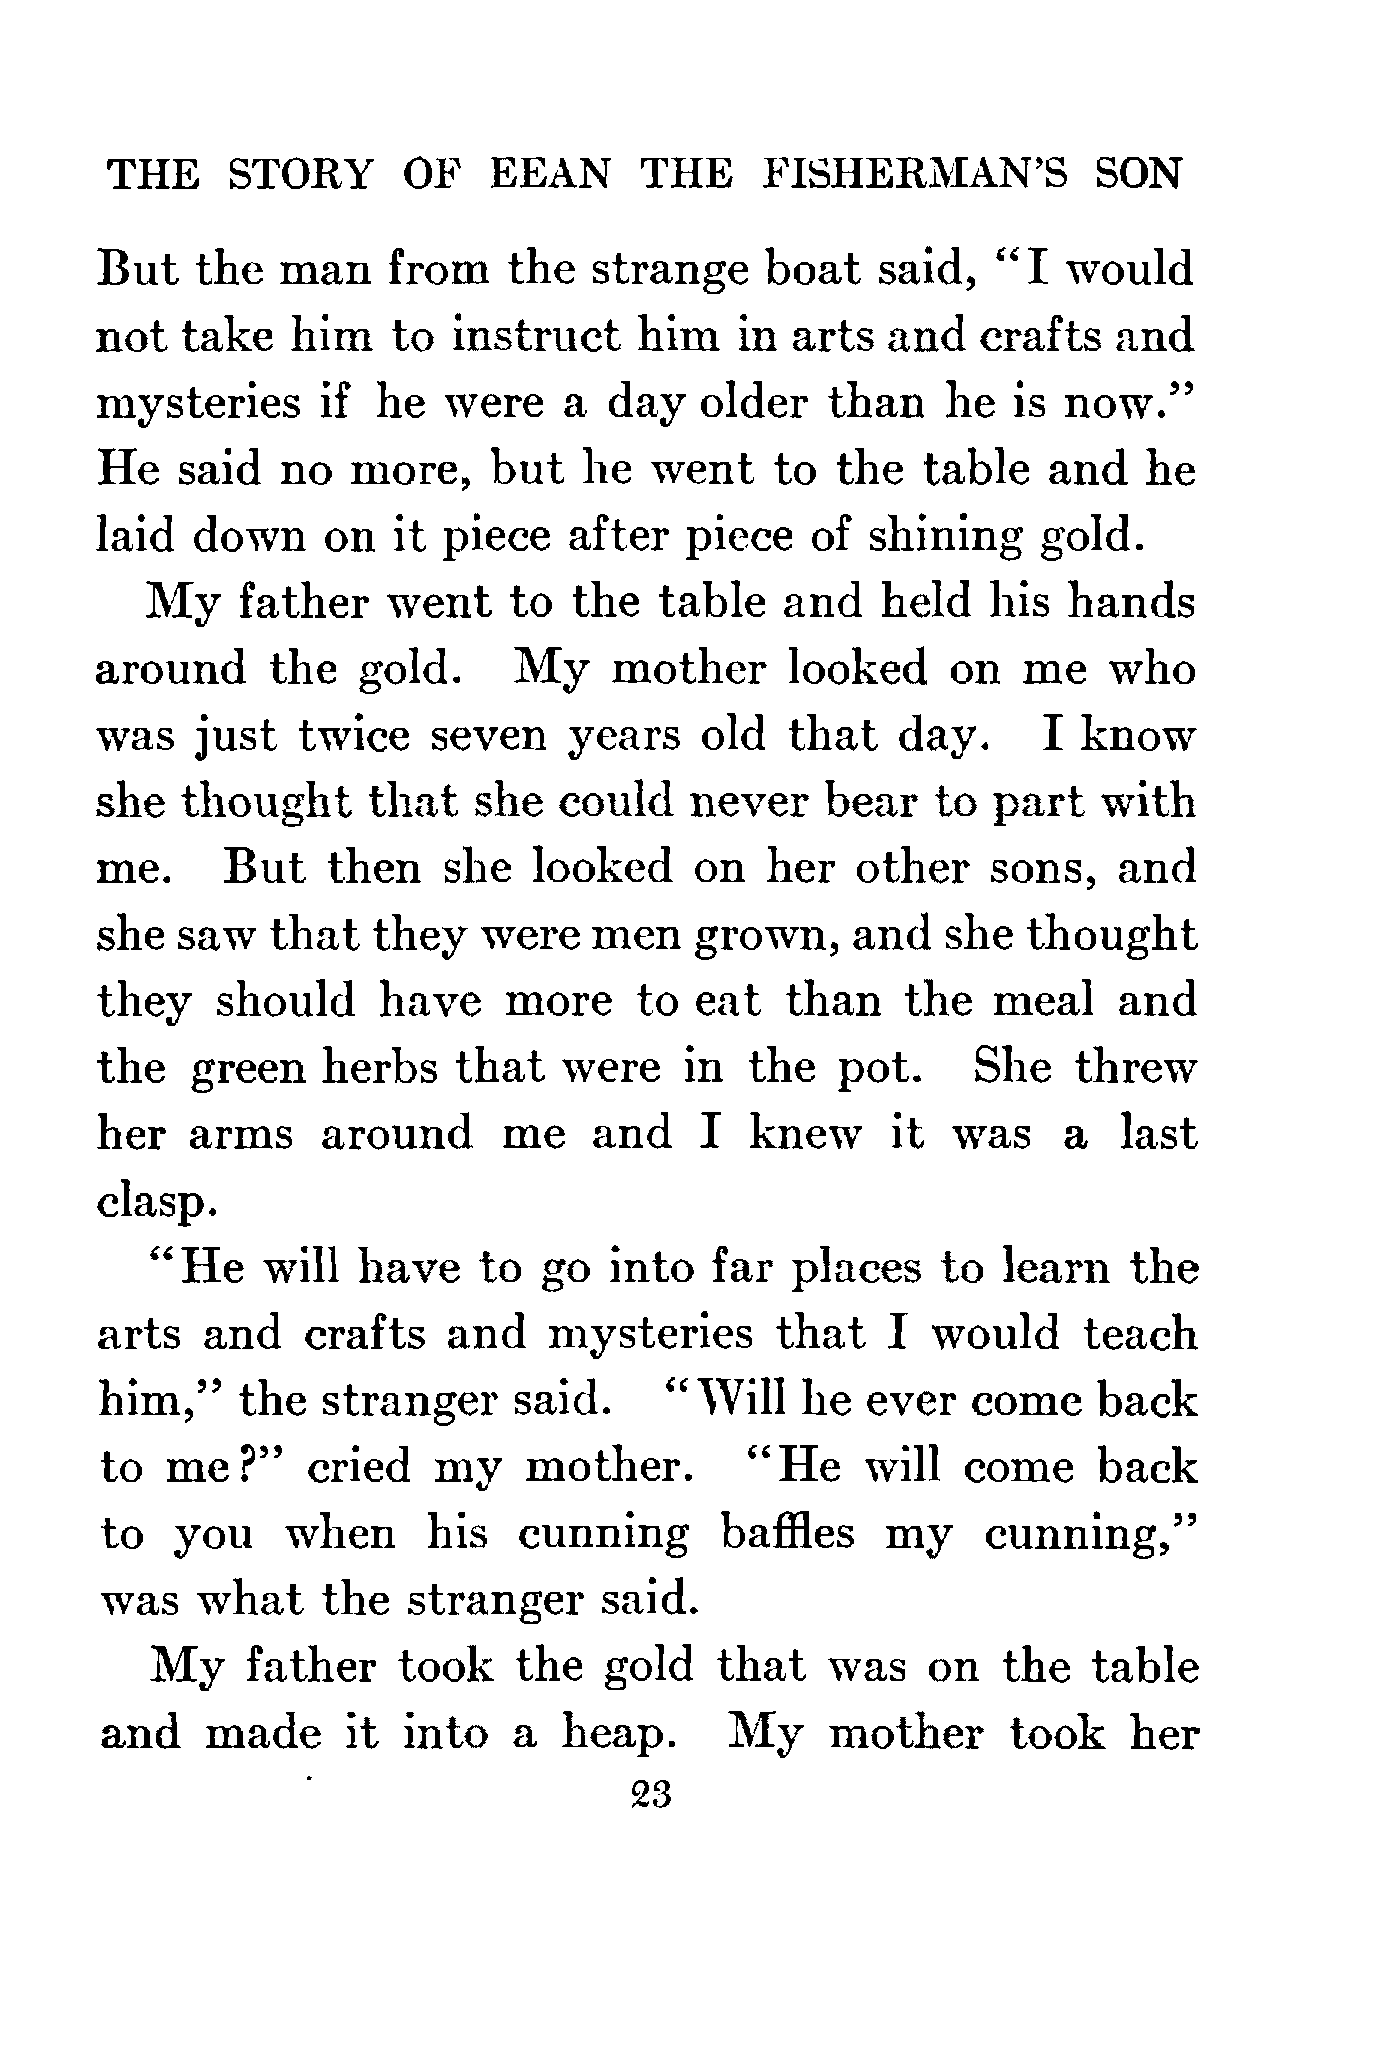 THE STORY OF EEAN THE FISHERMAN'S SON
But the man from the strange boat said, "I would
not take him to instruct him in arts and crafts and
mysteries if he were a day older than he is now."
He said no more, but he went to the table and he
laid down on it piece after piece of shining gold.
My father went to the table and held his hands
around the gold. My mother looked on me who
was just twice seven years old that day. I know
she thought that she could never bear to part with
me. But then she looked on her other sons, and
she saw that they were men grown, and she thought
they should have more to eat than the meal and
the green herbs that were in the pot. She threw
her arms around me and I knew it was a last
clasp.
"He will have to go into far places to learn the
arts and crafts and mysteries that I would teach
him," the stranger said. "Will he ever come back
to me?" cried my mother. "He will come back
to you when his cunning baffles my cunning,"
was what the stranger said.
My father took the gold that was on the table
and made it into a heap. My mother took her
23